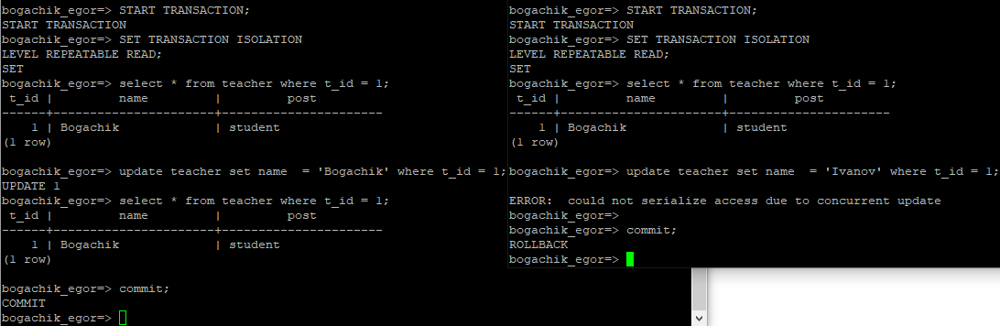 bogachik_egor=> START TRANSACTION;
START TRANSACTION
bogachik_egor=> SET TRANSACTION ISOLATION
LEVEL REPEATABLE READ;
SET
bogachik_egor=> select * from teacher where t_id = 1;
 t_id |         name         |         post
------+----------------------+----------------------
    1 | Bogachik             | student
(1 row)
bogachik_egor=> update teacher set name  = 'Bogachik' where t_id = 1;
UPDATE 1
bogachik_egor=> select * from teacher where t_id = 1;
 t_id |         name         |         post
------+----------------------+----------------------
    1 | Bogachik             | student
(1 row)
bogachik_egor=> commit;
COMMIT
bogachik_egor=>
bogachik_egor=> START TRANSACTION;
START TRANSACTION
bogachik_egor=> SET TRANSACTION ISOLATION
LEVEL REPEATABLE READ;
SET
bogachik_egor=> select * from teacher where t_id = 1;
 t_id |         name         |         post
------+----------------------+----------------------
    1 | Bogachik             | student
(1 row)
bogachik_egor=> update teacher set name  = 'Ivanov' where t_id = 1;
ERROR:  could not serialize access due to concurrent update
bogachik_egor=>
bogachik_egor=> commit;
ROLLBACK
bogachik_egor=>